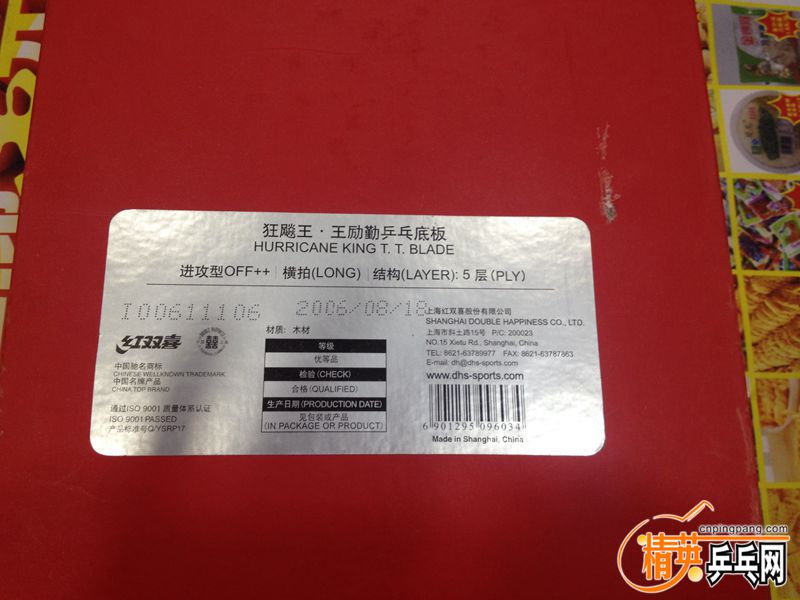 狂飚王·王励勤乒乓底板
HURRICANE KING T. T. BLADE
进攻型OFF++ | 横拍(LONG) | 结构(LAYER): 5 层(PLY)
I00611106
2006/08/18
红双喜
中国驰名商标
CHINESE WELLKNOWN TRADEMARK
中国名牌产品
CHINA TOP BRAND
通过ISO 9001 质量体系认证
ISO 9001 PASSED
产品标准号Q/YSRP17
材质: 木材
等级
优等品
检验(CHECK)
合格(QUALIFIED)
生产日期(PRODUCTION DATE)
见包装或产品
(IN PACKAGE OR PRODUCT)
上海红双喜股份有限公司
SHANGHAI DOUBLE HAPPINESS CO., LTD.
上海市斜土路15号 P/C: 200023
NO.15 Xietu Rd., Shanghai, China
TEL: 8621-63789977 FAX: 8621-63787863
E-mail: dh@dhs-sports.com
www.dhs-sports.com
6 901295 096034
Made in Shanghai, China
cnpingpang.com
精英乒乓网